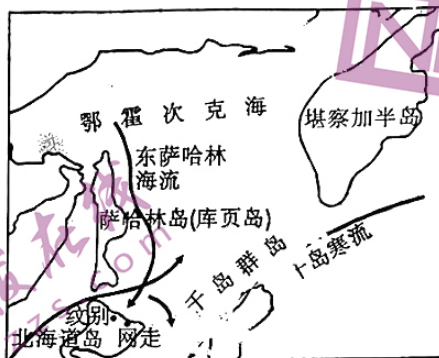 鄂霍次克海
堪察加半岛
东萨哈林
海流
萨哈林岛(库页岛)
千岛群岛
千岛寒流
纹别
北海道岛 网走